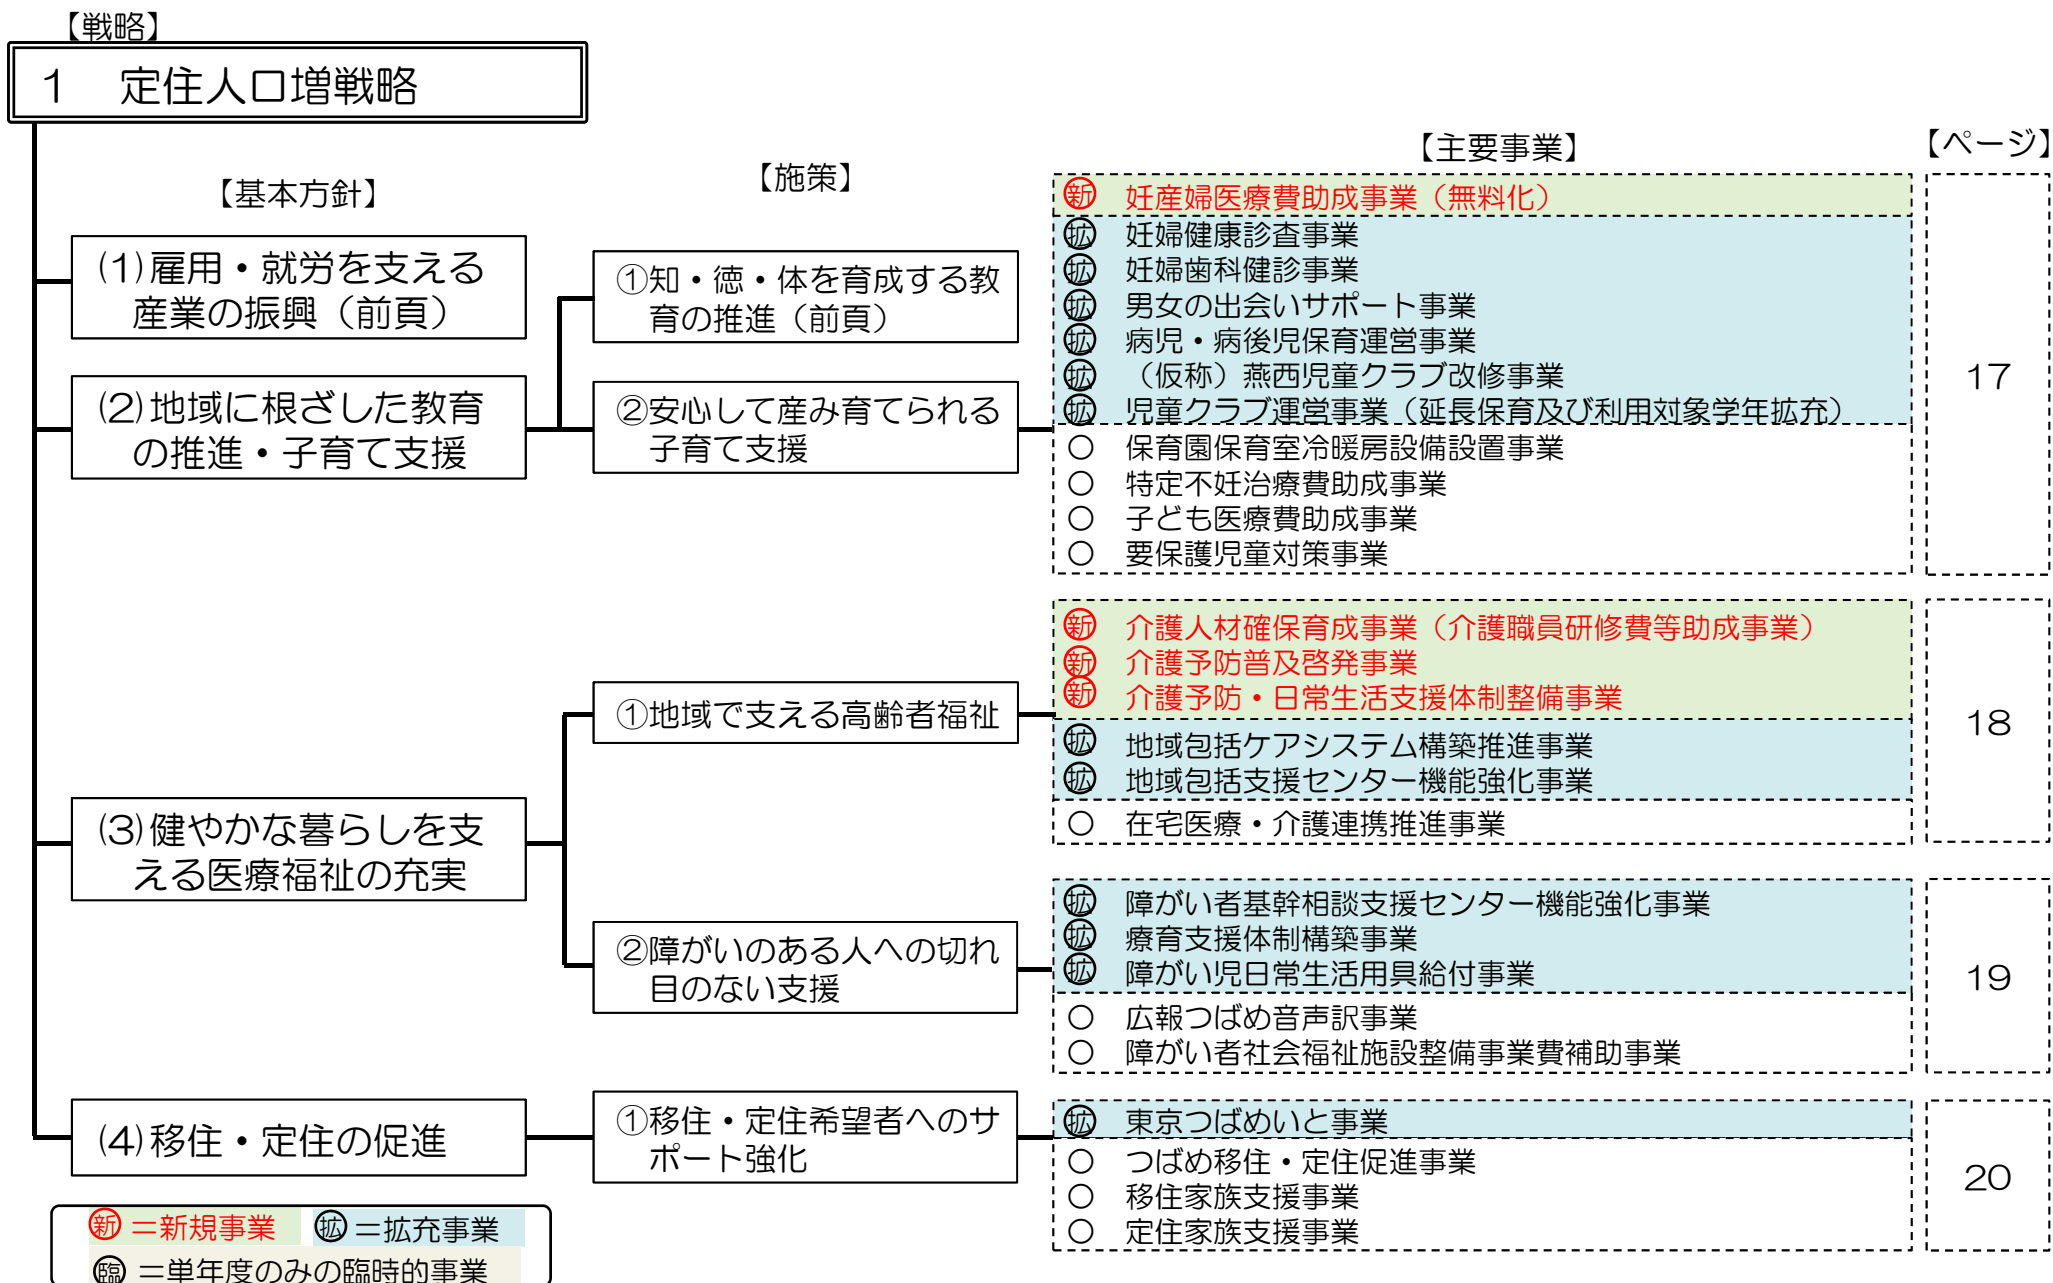 【戦略】
1 定住人口増戦略
【基本方針】
【施策】
【主要事業】
【ページ】
(1)雇用・就労を支える
産業の振興（前頁）
(2)地域に根ざした教育
の推進・子育て支援
①知・徳・体を育成する教
育の推進（前頁）
②安心して産み育てられる
子育て支援
㊟新 妊産婦医療費助成事業（無料化）
拡 妊婦健康診査事業
拡 妊婦歯科健診事業
拡 男女の出会いサポート事業
拡 病児・病後児保育運営事業
拡 （仮称）燕西児童クラブ改修事業
拡 児童クラブ運営事業（延長保育及び利用対象学年拡充）
○ 保育園保育室冷暖房設備設置事業
○ 特定不妊治療費助成事業
○ 子ども医療費助成事業
○ 要保護児童対策事業
17
(3)健やかな暮らしを支
える医療福祉の充実
①地域で支える高齢者福祉
新 介護人材確保育成事業（介護職員研修費等助成事業）
新 介護予防普及啓発事業
新 介護予防・日常生活支援体制整備事業
拡 地域包括ケアシステム構築推進事業
拡 地域包括支援センター機能強化事業
○ 在宅医療・介護連携推進事業
18
②障がいのある人への切れ
目のない支援
拡 障がい者基幹相談支援センター機能強化事業
拡 療育支援体制構築事業
拡 障がい児日常生活用具給付事業
○ 広報つばめ音声訳事業
○ 障がい者社会福祉施設整備事業費補助事業
19
(4)移住・定住の促進
①移住・定住希望者へのサ
ポート強化
拡 東京つばめいと事業
○ つばめ移住・定住促進事業
○ 移住家族支援事業
○ 定住家族支援事業
20
新 ＝新規事業 拡 ＝拡充事業
臨 ＝単年度のみの臨時的事業